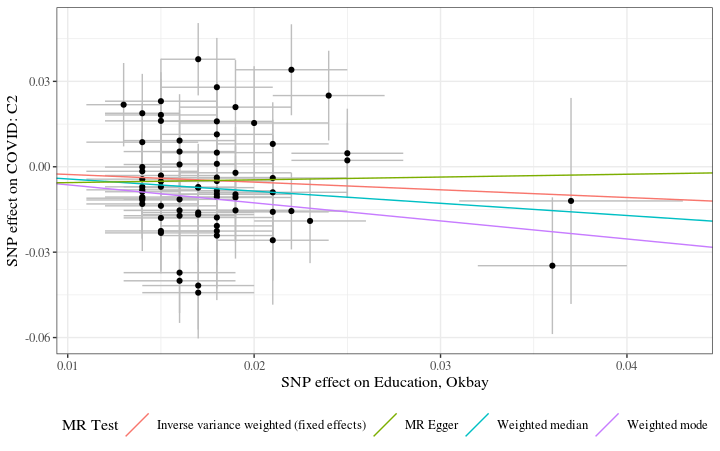 SNP effect on COVID: C2
0.03
0.00
-0.03
-0.06
0.01
0.02
0.03
0.04
SNP effect on Education, Okbay
MR Test
Inverse variance weighted (fixed effects)
MR Egger
Weighted median
Weighted mode